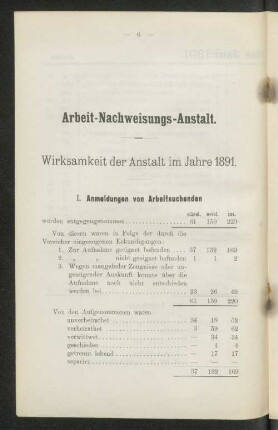 — 6 —
Arbeit-Nachweisungs-Anstalt.
Wirksamkeit der Anstalt im Jahre 1891.
1. Anmeldungen von Arbeitsuchenden
männl. weibl. zus.
wurden entgegengenommen 61 159 220
Von diesen waren in Folge der durch die
Vorsteher eingezogenen Erkundigungen:
1. Zur Aufnahme geeignet befunden 37 132 169
2. „ „ nicht geeignet befunden 1 1 2
3. Wegen mangelnder Zeugnisse oder un-
genügender Auskunft konnte über die
Aufnahme noch nicht entschieden
werden bei 23 26 49
61 159 220
Von den Aufgenommenen waren
unverheirathet 34 18 52
verheirathet 3 59 62
verwittwet — 34 34
geschieden — 4 4
getrennt lebend — 17 17
separirt — — —
37 132 169